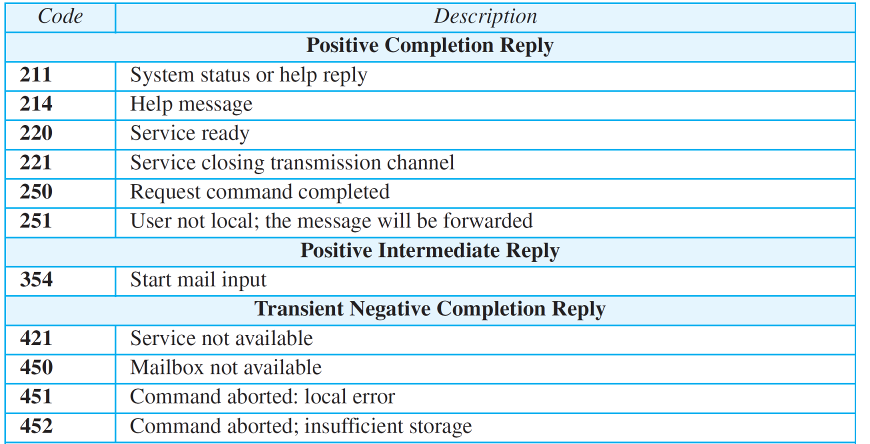 Code Description
Positive Completion Reply
211 System status or help reply
214 Help message
220 Service ready
221 Service closing transmission channel
250 Request command completed
251 User not local; the message will be forwarded
Positive Intermediate Reply
354 Start mail input
Transient Negative Completion Reply
421 Service not available
450 Mailbox not available
451 Command aborted: local error
452 Command aborted; insufficient storage